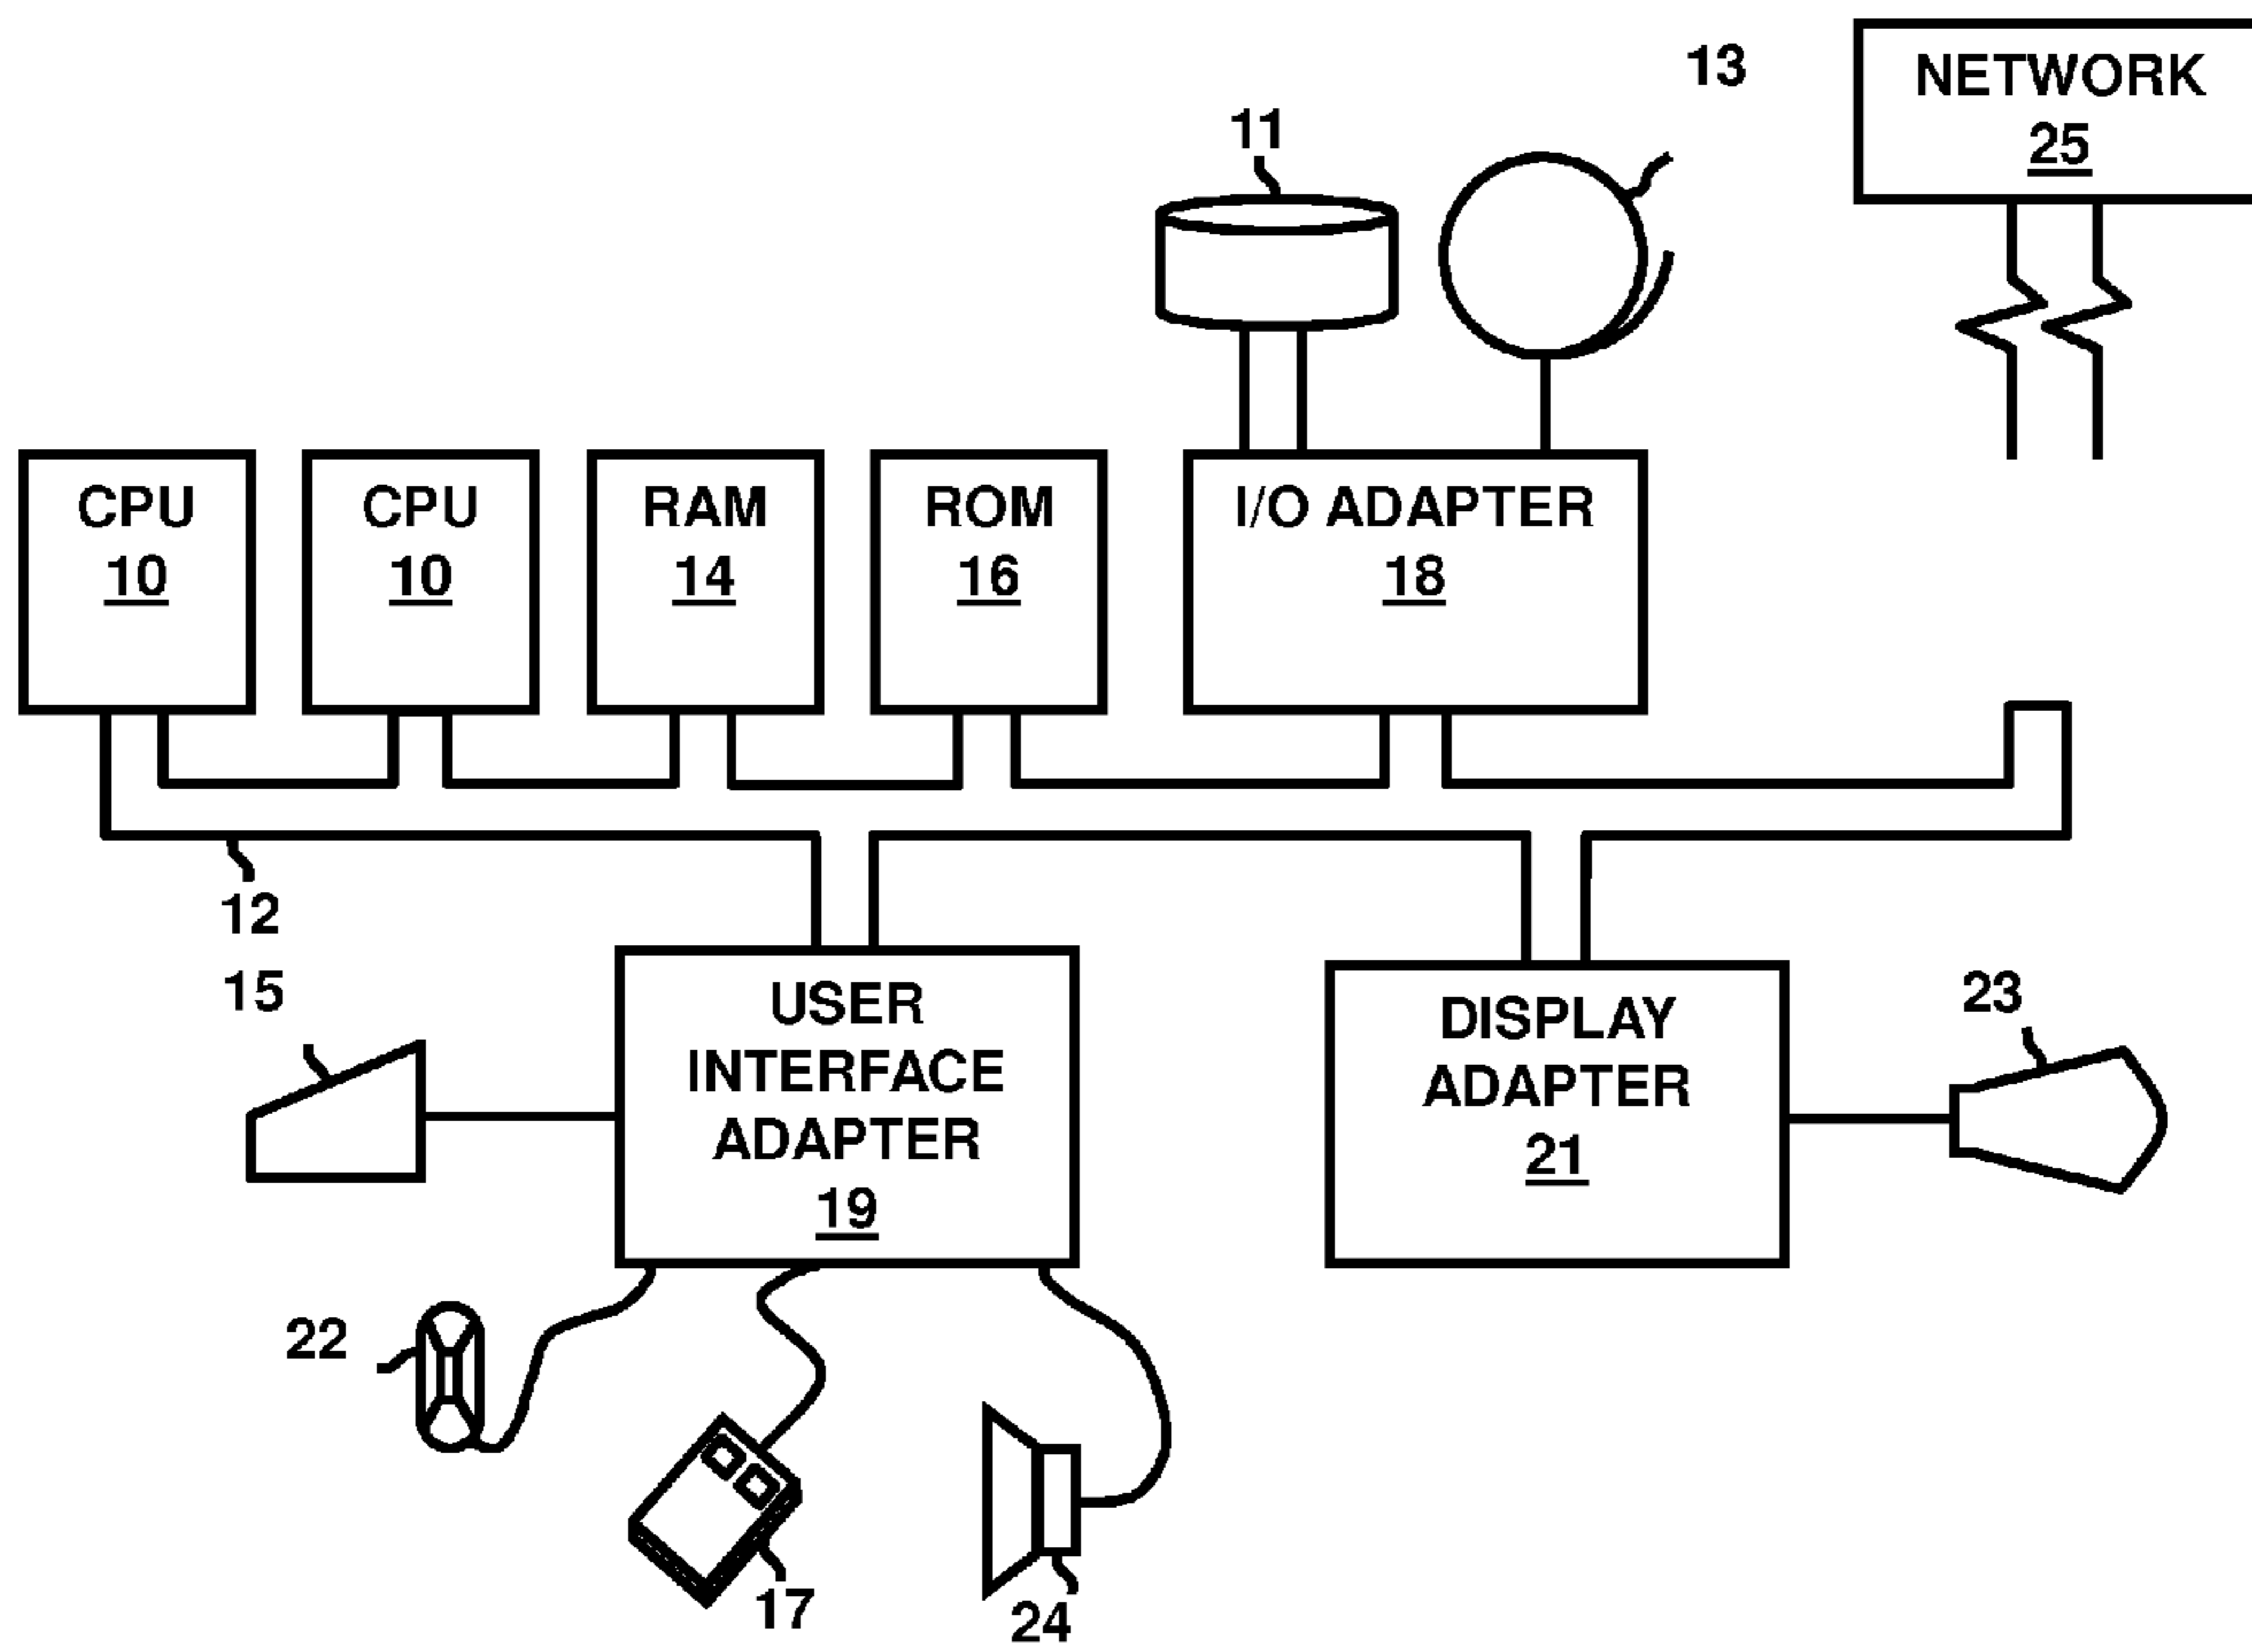 13
NETWORK
25
11
CPU
10
CPU
10
RAM
14
ROM
16
I/O ADAPTER
18
12
15
USER
INTERFACE
ADAPTER
19
DISPLAY
ADAPTER
21
23
22
17
24